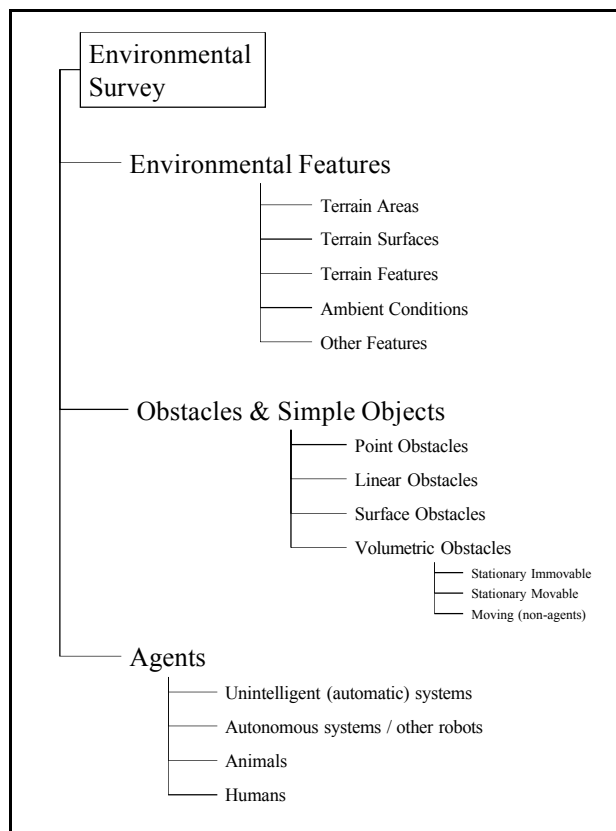 Environmental
Survey
Environmental Features
Terrain Areas
Terrain Surfaces
Terrain Features
Ambient Conditions
Other Features
Obstacles & Simple Objects
Point Obstacles
Linear Obstacles
Surface Obstacles
Volumetric Obstacles
Stationary Immovable
Stationary Movable
Moving (non-agents)
Agents
Unintelligent (automatic) systems
Autonomous systems / other robots
Animals
Humans